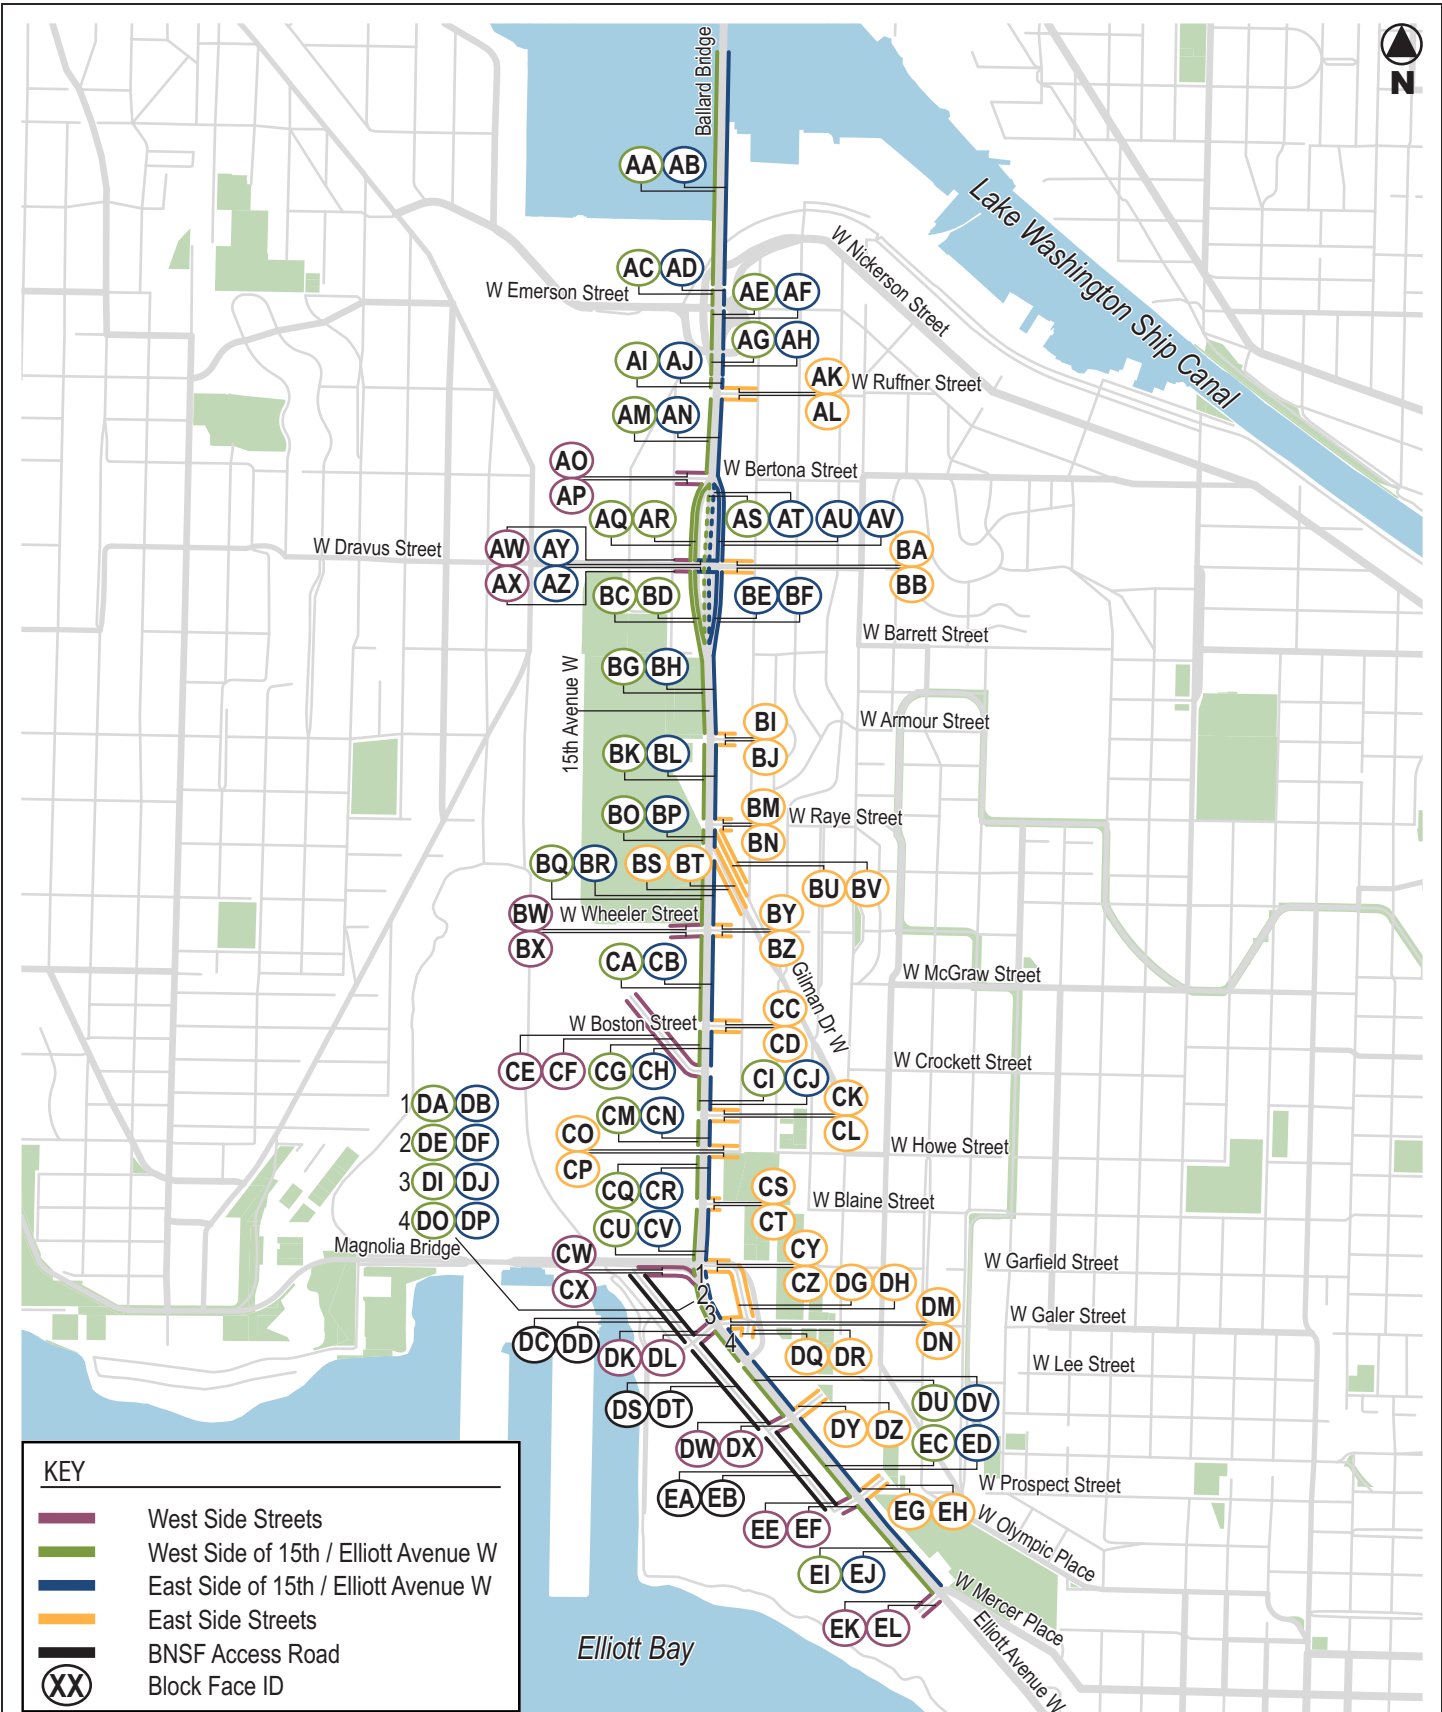 Ballard Bridge
N
AA AB
Lake Washington Ship Canal
W Nickerson Street
AC AD
W Emerson Street
AE AF
AG AH
AI AJ
AK
W Ruffner Street
AL
AM AN
AO
W Bertona Street
AP
AQ AR AS AT AU AV
W Dravus Street
AW AY
BA
AX AZ
BB
BC BD BE BF
W Barrett Street
BG BH
15th Avenue W
W Armour Street
BI
BJ
BK BL
BM
W Raye Street
BN
BO BP
BQ BR BS BT
BU BV
BW
W Wheeler Street
BY
BX
BZ
CA CB
Gilman Dr W
W McGraw Street
CC
W Boston Street
CD
W Crockett Street
CE CF CG CH
CI CJ
CK
CL
1 DA DB
2 DE DF
3 DI DJ
4 DO DP
CM CN
CO
CP
W Howe Street
CQ CR
CS
CT
W Blaine Street
CU CV
Magnolia Bridge
CW
CX
CY
CZ DG DH
W Garfield Street
1
2
3
4
DM
DN
W Galer Street
DC DD DK DL
DQ DR
W Lee Street
DS DT
DU DV
DW DX
DY DZ
EC ED
EA EB
W Prospect Street
EE EF
EG EH
W Olympic Place
EI EJ
W Mercer Place
EK EL
Elliott Avenue W
Elliott Bay
KEY
West Side Streets
West Side of 15th / Elliott Avenue W
East Side of 15th / Elliott Avenue W
East Side Streets
BNSF Access Road
XX Block Face ID